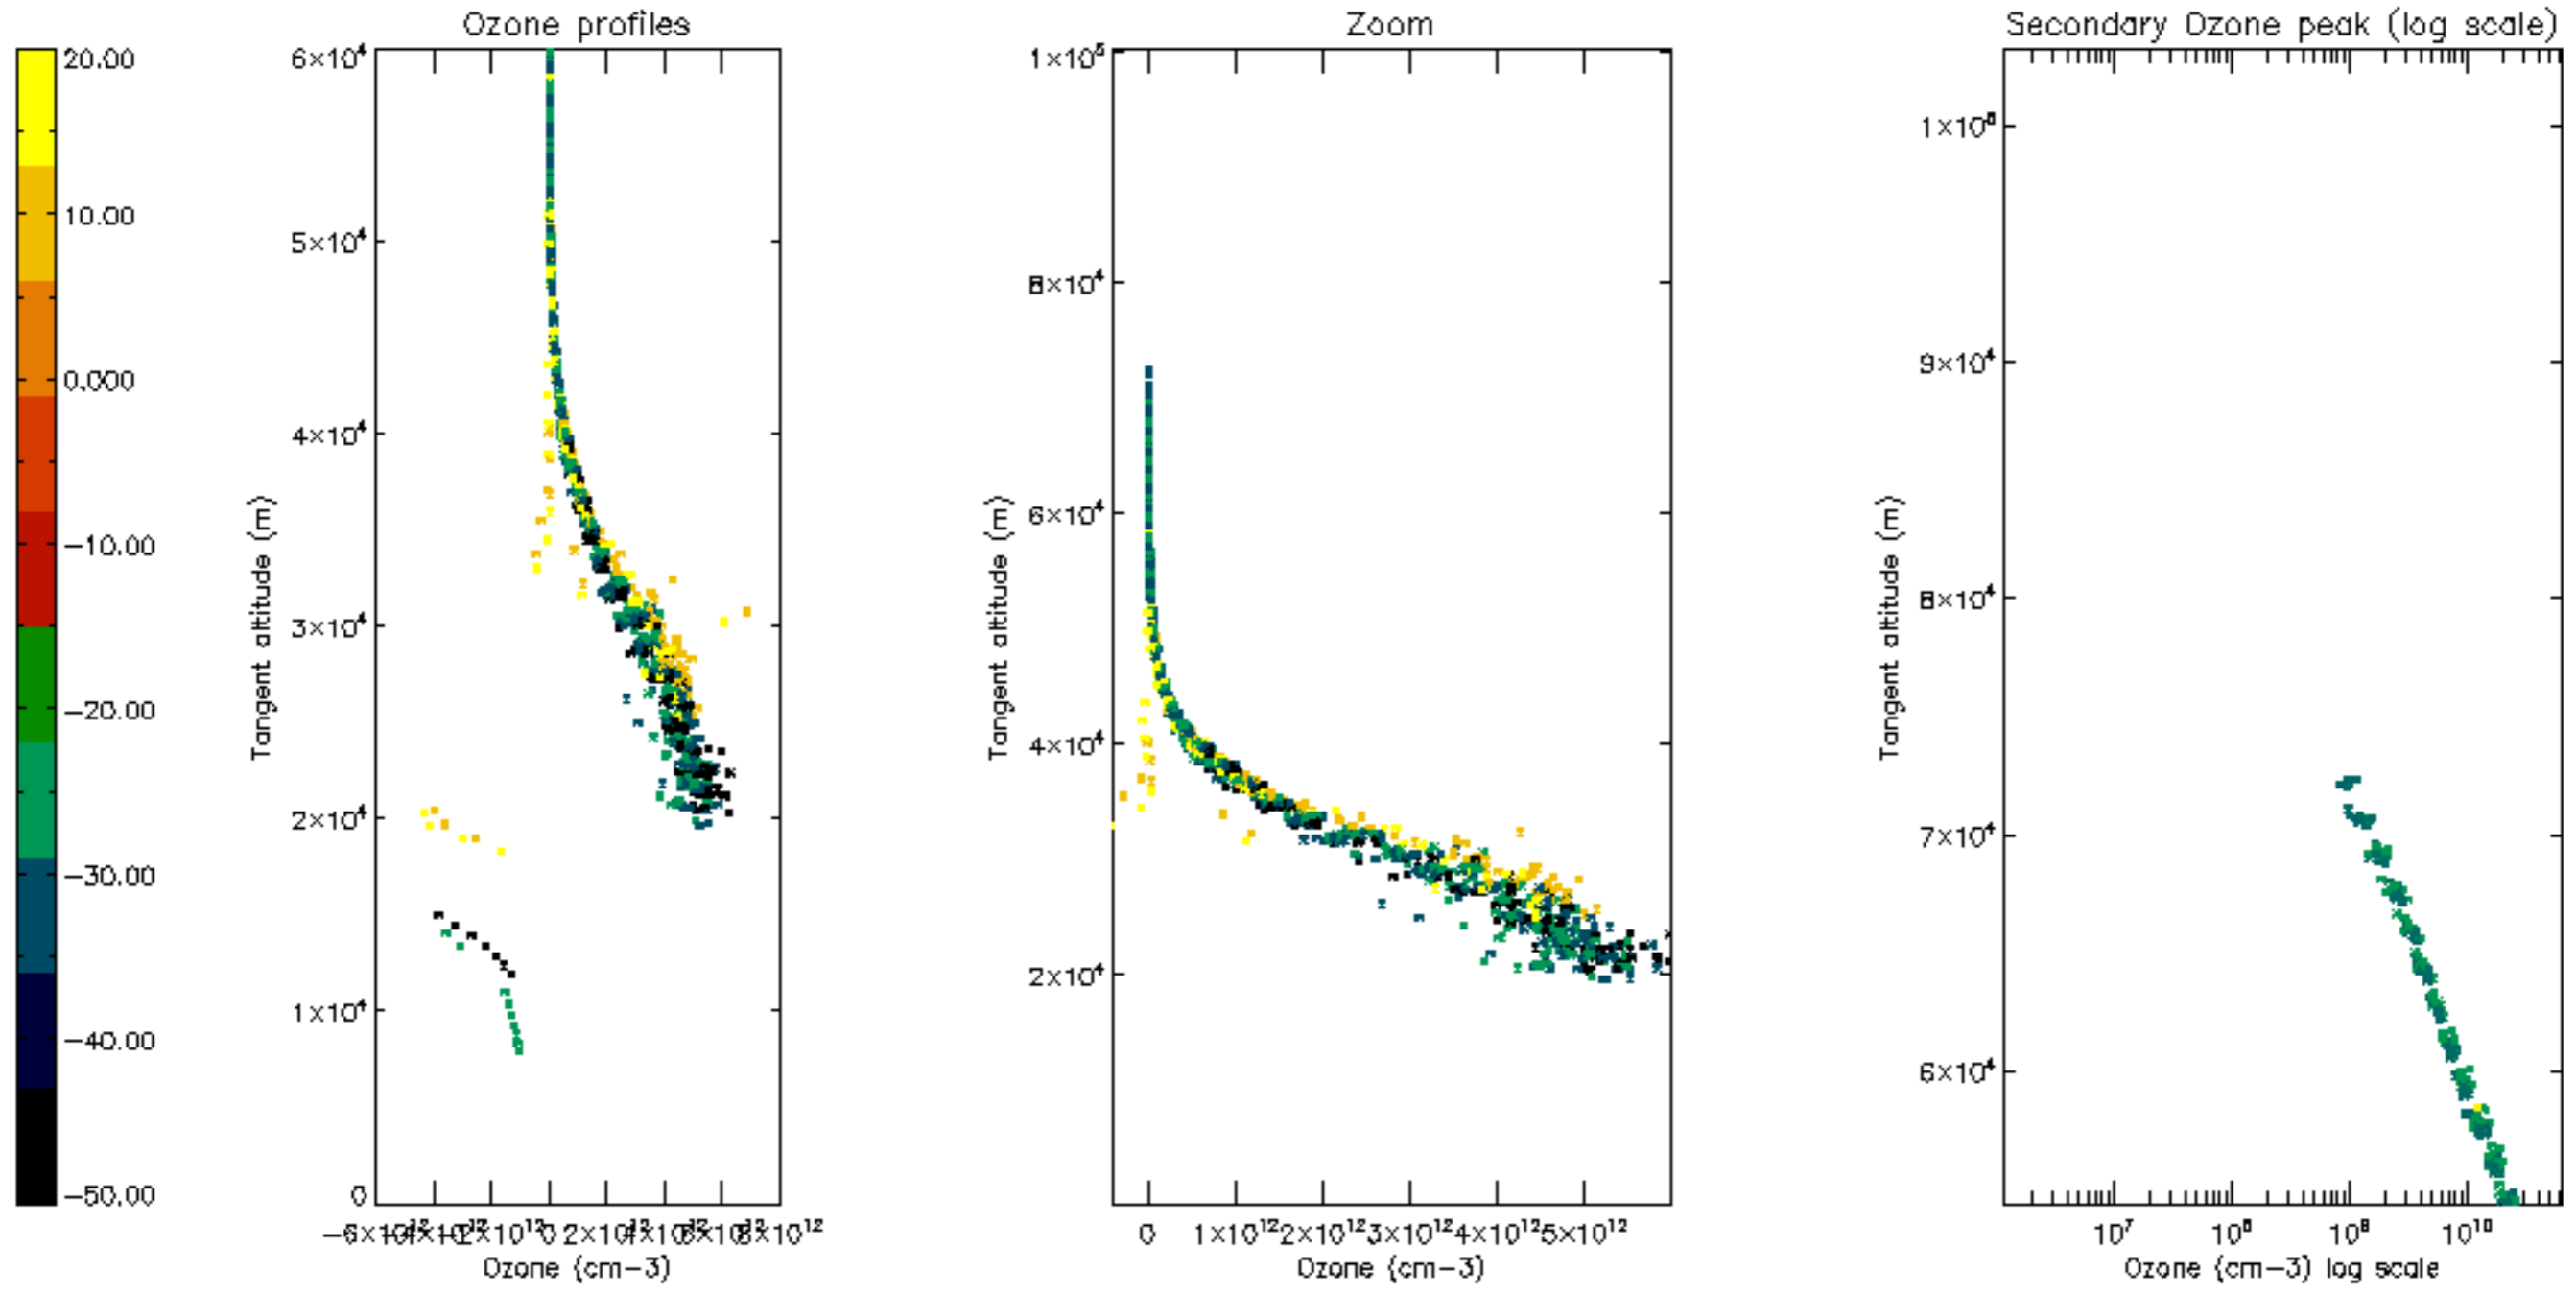 Ozone profiles
Zoom
Secondary Ozone peak (log scale)
20.00
10.00
0.000
−10.00
−20.00
−30.00
−40.00
−50.00
6×10⁴
5×10⁴
4×10⁴
3×10⁴
2×10⁴
1×10⁴
0
Tangent altitude (m)
0
8×10¹²
Ozone (cm−3)
1×10⁵
8×10⁴
6×10⁴
4×10⁴
2×10⁴
Tangent altitude (m)
0 1×10¹² 2×10¹² 3×10¹² 4×10¹² 5×10¹²
Ozone (cm−3)
1×10⁵
9×10⁴
8×10⁴
7×10⁴
6×10⁴
Tangent altitude (m)
10⁷ 10⁸ 10⁹ 10¹⁰
Ozone (cm−3) log scale